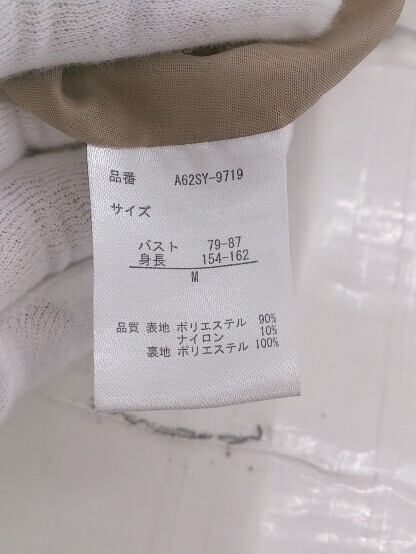 品番 A62SY-9719
サイズ
バスト 79-87
身長 154-162
M
品質 表地 ポリエステル 90%
ナイロン 10%
裏地 ポリエステル 100%